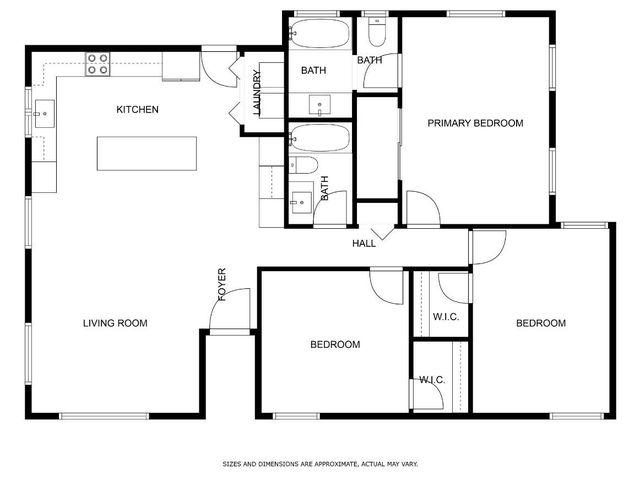 BATH
BATH
LAUNDRY
KITCHEN
PRIMARY BEDROOM
BATH
HALL
FOYER
LIVING ROOM
W.I.C.
BEDROOM
BEDROOM
W.I.C.
SIZES AND DIMENSIONS ARE APPROXIMATE, ACTUAL MAY VARY.